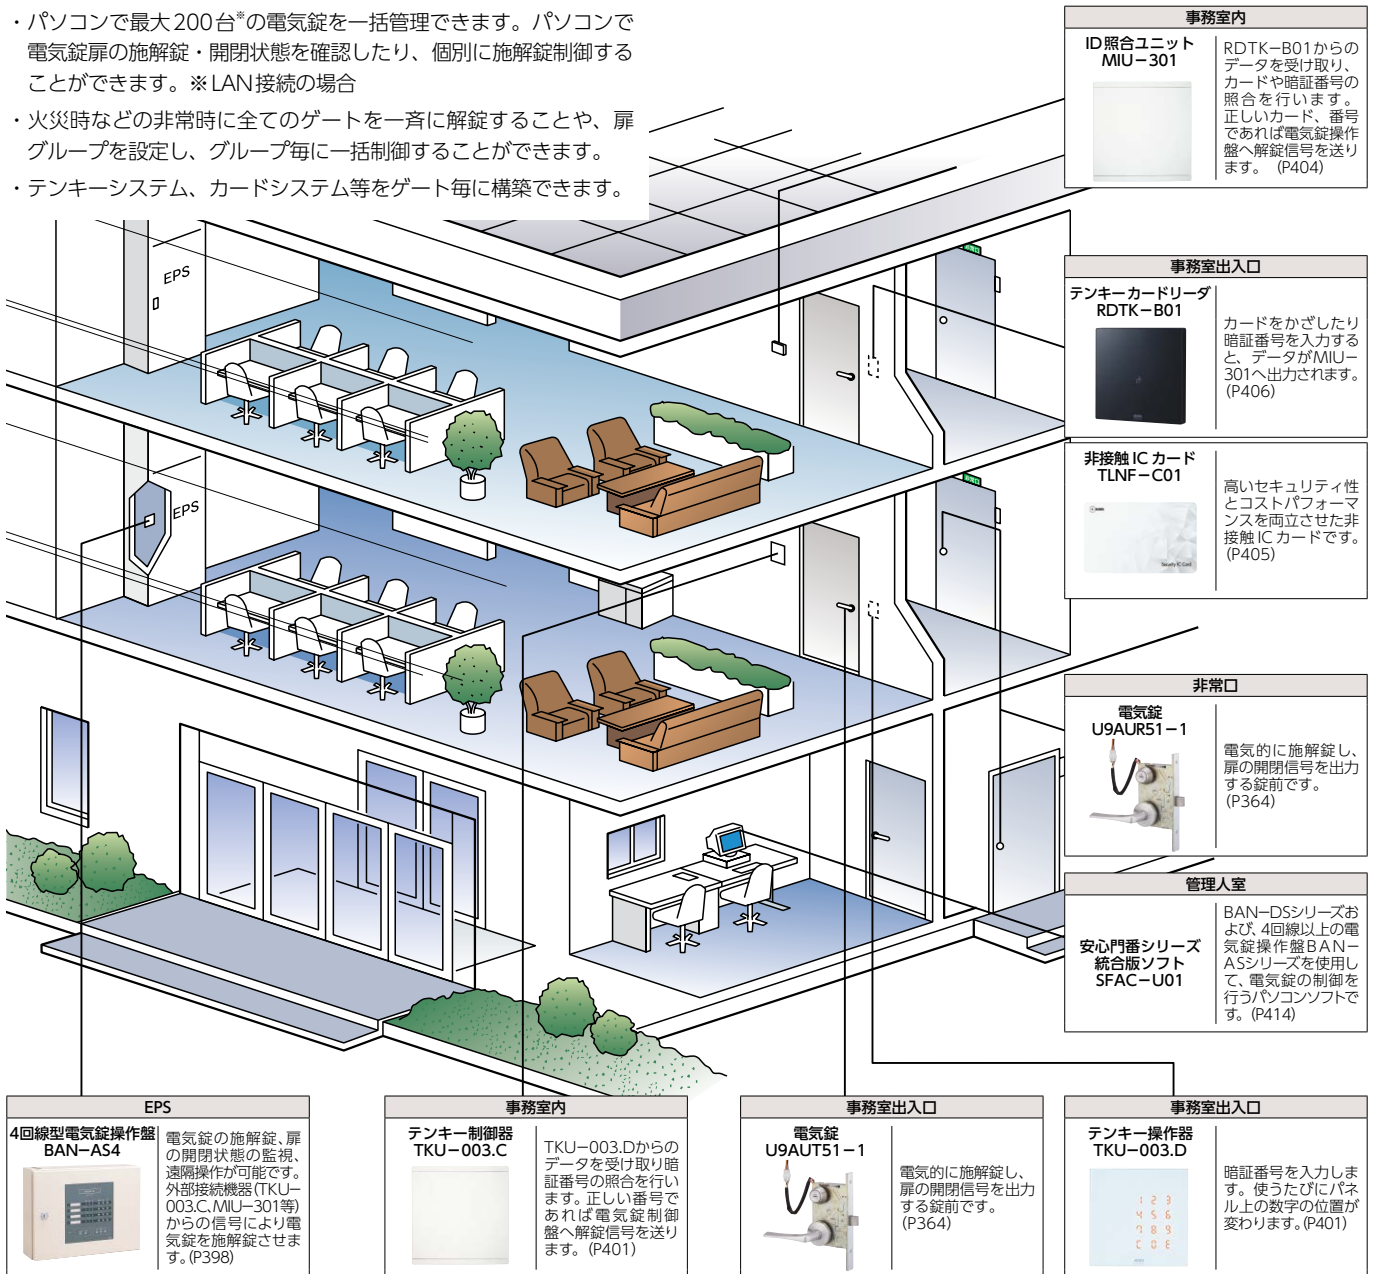 ・パソコンで最大200台※の電気錠を一括管理できます。パソコンで
電気錠扉の施解錠・開閉状態を確認したり、個別に施解錠制御する
ことができます。※LAN接続の場合
・火災時などの非常時に全てのゲートを一斉に解錠することや、扉
グループを設定し、グループ毎に一括制御することができます。
・テンキーシステム、カードシステム等をゲート毎に構築できます。
事務室内
ID照合ユニット
MIU−301
RDTK−B01からの
データを受け取り、
カードや暗証番号の
照合を行います。
正しいカード、番号
であれば電気錠操作
盤へ解錠信号を送り
ます。 (P404)
事務室出入口
テンキーカードリーダ
RDTK−B01
カードをかざしたり
暗証番号を入力する
と、データがMIU−
301へ出力されます。
(P406)
非接触ICカード
TLNF−C01
Security IC Card
高いセキュリティ性
とコストパフォーマ
ンスを両立させた非
接触ICカードです。
(P405)
非常口
電気錠
U9AUR51−1
電気的に施解錠し、
扉の開閉信号を出力
する錠前です。
(P364)
管理人室
安心門番シリーズ
統合版ソフト
SFAC−U01
BAN−DSシリーズお
よび、4回線以上の電
気錠操作盤BAN−
ASシリーズを使用し
て、電気錠の制御を
行うパソコンソフトで
す。(P414)
EPS
EPS
非常口
非常口
EPS
4回線型電気錠操作盤
BAN−AS4
電気錠の施解錠、扉
の開閉状態の監視、
遠隔操作が可能です。
外部接続機器(TKU−
003.C、MIU−301等)
からの信号により電
気錠を施解錠させま
す。(P398)
事務室内
テンキー制御器
TKU−003.C
TKU−003.Dからの
データを受け取り暗
証番号の照合を行い
ます。正しい番号で
あれば電気錠制御
盤へ解錠信号を送り
ます。(P401)
事務室出入口
電気錠
U9AUT51−1
電気的に施解錠し、
扉の開閉信号を出力
する錠前です。
(P364)
事務室出入口
テンキー操作器
TKU−003.D
1 2 3
4 5 6
7 8 9
C 0 E
暗証番号を入力しま
す。使うたびにパネ
ル上の数字の位置が
変わります。(P401)